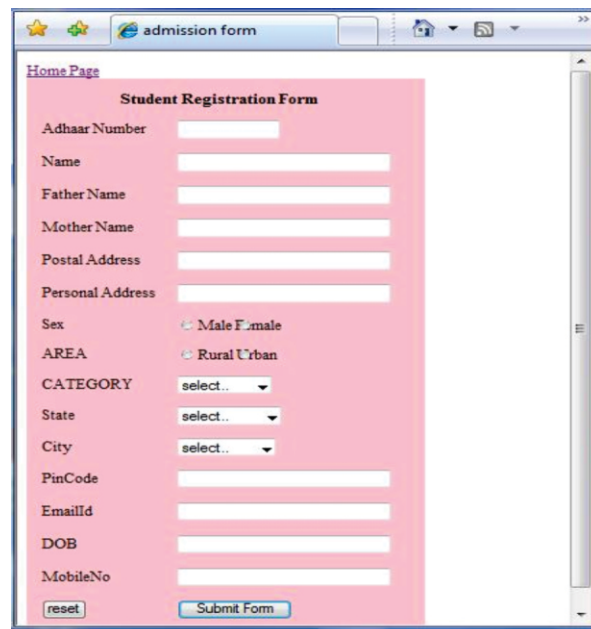 admission form
Home Page
Student Registration Form
Adhaar Number
Name
Father Name
Mother Name
Postal Address
Personal Address
Sex Male Female
AREA Rural Urban
CATEGORY select..
State select..
City select..
PinCode
EmailId
DOB
MobileNo
reset Submit Form